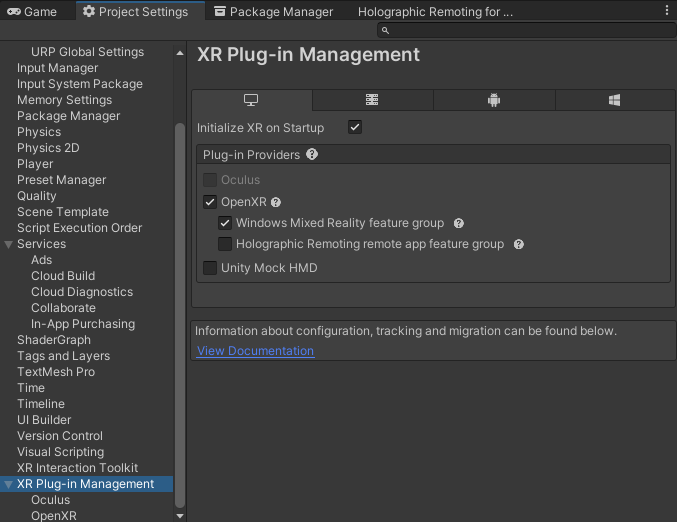 Game
Project Settings
Package Manager
Holographic Remoting for ...
URP Global Settings
Input Manager
Input System Package
Memory Settings
Package Manager
Physics
Physics 2D
Player
Preset Manager
Quality
Scene Template
Script Execution Order
Services
Ads
Cloud Build
Cloud Diagnostics
Collaborate
In-App Purchasing
ShaderGraph
Tags and Layers
TextMesh Pro
Time
Timeline
UI Builder
Version Control
Visual Scripting
XR Interaction Toolkit
XR Plug-in Management
Oculus
OpenXR
XR Plug-in Management
Initialize XR on Startup
Plug-in Providers
Oculus
OpenXR
Windows Mixed Reality feature group
Holographic Remoting remote app feature group
Unity Mock HMD
Information about configuration, tracking and migration can be found below.
View Documentation